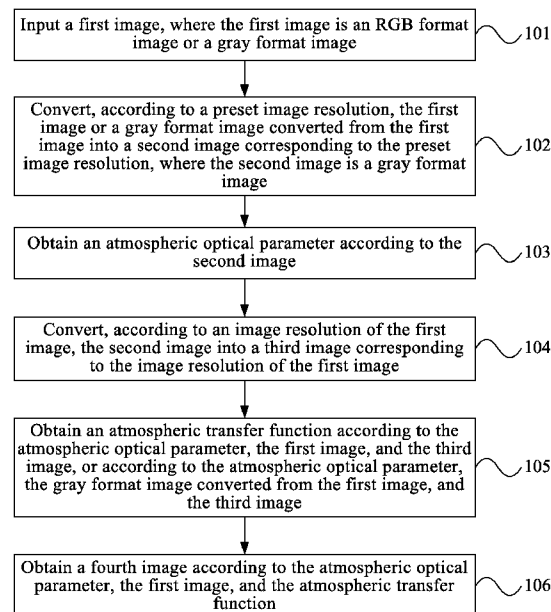 Input a first image, where the first image is an RGB format
image or a gray format image
101
Convert, according to a preset image resolution, the first
image or a gray format image converted from the first
image into a second image corresponding to the preset
image resolution, where the second image is a gray format
image
102
Obtain an atmospheric optical parameter according to the
second image
103
Convert, according to an image resolution of the first
image, the second image into a third image corresponding
to the image resolution of the first image
104
Obtain an atmospheric transfer function according to the
atmospheric optical parameter, the first image, and the third
image, or according to the atmospheric optical parameter,
the gray format image converted from the first image, and
the third image
105
Obtain a fourth image according to the atmospheric optical
parameter, the first image, and the atmospheric transfer
function
106